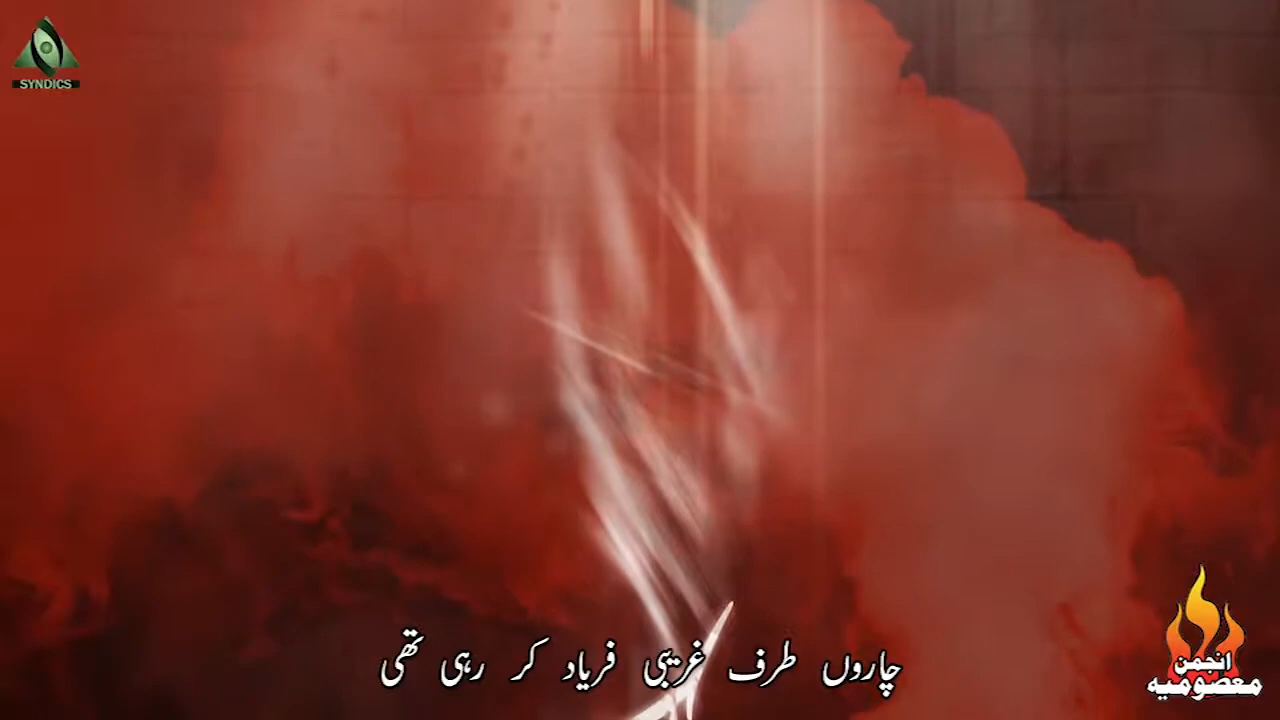 SYNDICS
چاروں طرف غریبی فریاد کر رہی تھی
انجمن
معصومیہ